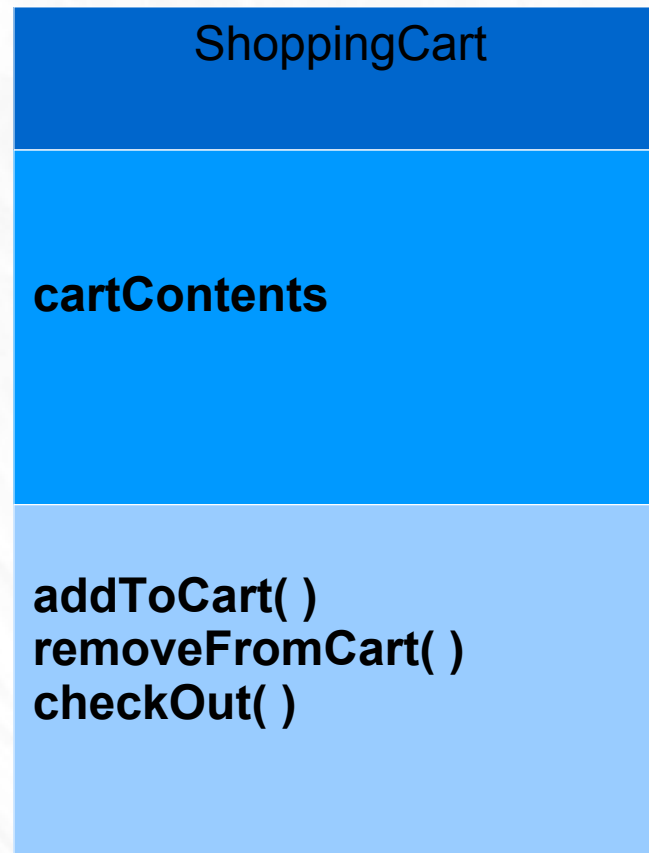 ShoppingCart
cartContents
addToCart( )
removeFromCart( )
checkOut( )